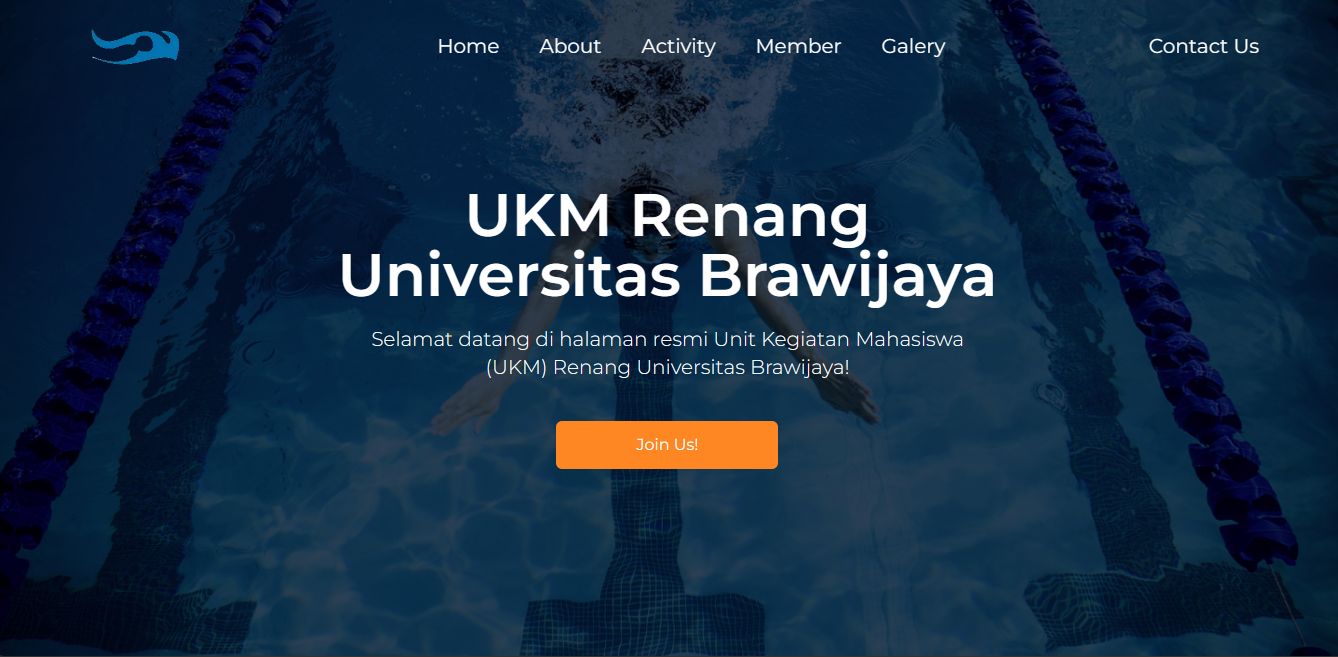 Home About Activity Member Galery Contact Us
UKM Renang
Universitas Brawijaya
Selamat datang di halaman resmi Unit Kegiatan Mahasiswa
(UKM) Renang Universitas Brawijaya!
Join Us!